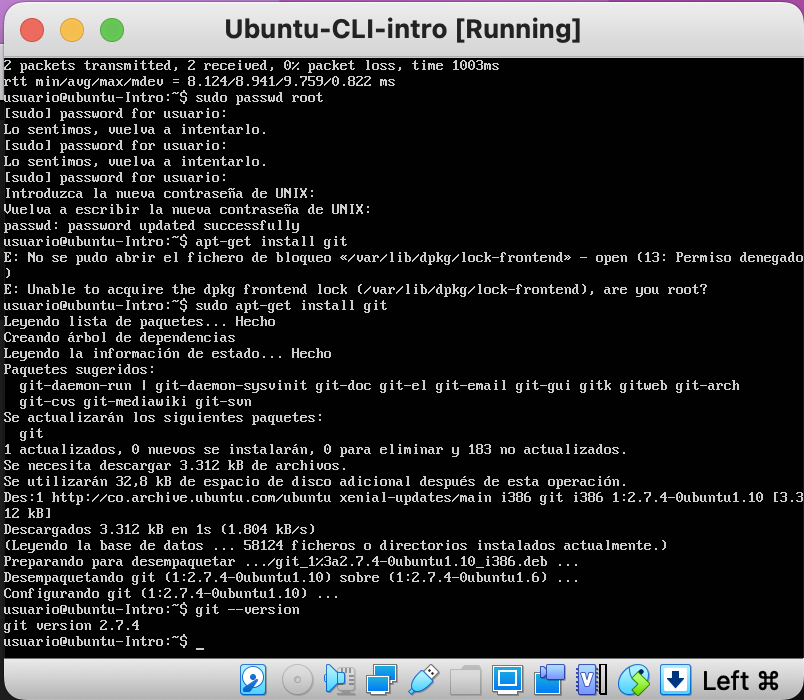 Ubuntu-CLI-intro [Running]
2 packets transmitted, 2 received, 0% packet loss, time 1003ms
rtt min/avg/max/mdev = 8.124/8.941/9.759/0.822 ms
usuario@ubuntu-Intro:~$ sudo passwd root
[sudo] password for usuario:
Lo sentimos, vuelva a intentarlo.
[sudo] password for usuario:
Lo sentimos, vuelva a intentarlo.
[sudo] password for usuario:
Introduzca la nueva contraseña de UNIX:
Vuelva a escribir la nueva contraseña de UNIX:
passwd: password updated successfully
usuario@ubuntu-Intro:~$ apt-get install git
E: No se pudo abrir el fichero de bloqueo «/var/lib/dpkg/lock-frontend» - open (13: Permiso denegado
)
E: Unable to acquire the dpkg frontend lock (/var/lib/dpkg/lock-frontend), are you root?
usuario@ubuntu-Intro:~$ sudo apt-get install git
Leyendo lista de paquetes... Hecho
Creando árbol de dependencias
Leyendo la información de estado... Hecho
Paquetes sugeridos:
  git-daemon-run | git-daemon-sysvinit git-doc git-el git-email git-gui gitk gitweb git-arch
  git-cvs git-mediawiki git-svn
Se actualizarán los siguientes paquetes:
  git
1 actualizados, 0 nuevos se instalarán, 0 para eliminar y 183 no actualizados.
Se necesita descargar 3.312 kB de archivos.
Se utilizarán 32,8 kB de espacio de disco adicional después de esta operación.
Des:1 http://co.archive.ubuntu.com/ubuntu xenial-updates/main i386 git i386 1:2.7.4-0ubuntu1.10 [3.3
12 kB]
Descargados 3.312 kB en 1s (1.804 kB/s)
(Leyendo la base de datos ... 58124 ficheros o directorios instalados actualmente.)
Preparando para desempaquetar .../git_1%3a2.7.4-0ubuntu1.10_i386.deb ...
Desempaquetando git (1:2.7.4-0ubuntu1.10) sobre (1:2.7.4-0ubuntu1.6) ...
Configurando git (1:2.7.4-0ubuntu1.10) ...
usuario@ubuntu-Intro:~$ git --version
git version 2.7.4
usuario@ubuntu-Intro:~$ _
V Left ⌘